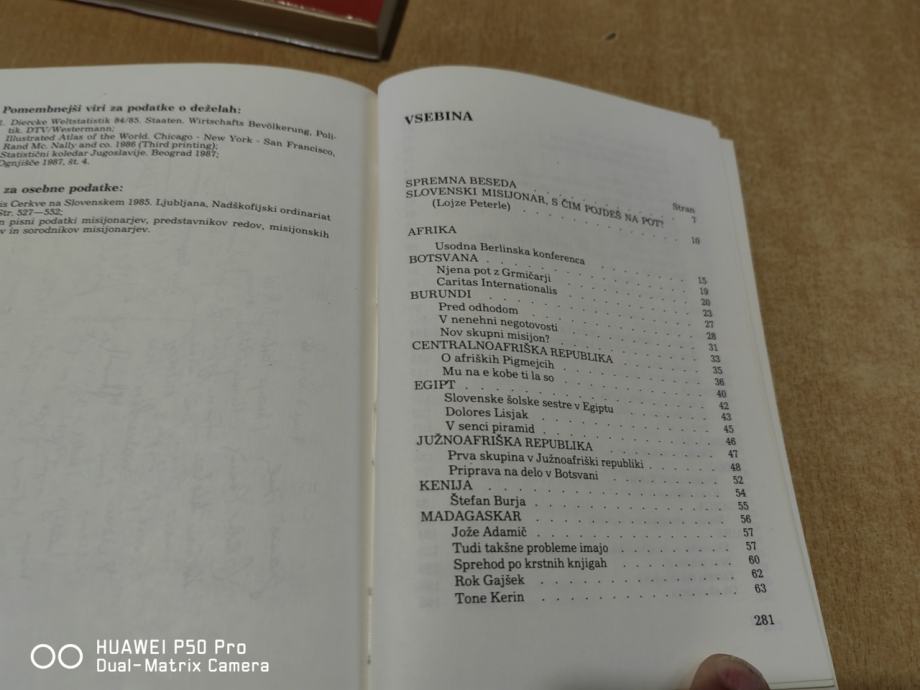 Pomembnejši viri za podatke o deželah:
Diercke Weltstatistik 84/85. Staaten. Wirtschafts Bevölkerung, Poli-
tik. DTV/Westermann;
Illustrated Atlas of the World. Chicago - New York - San Francisco,
Rand Mc. Nally and co. 1986 (Third printing);
Statistični koledar Jugoslavije. Beograd 1987;
Ognjišče 1987, št. 4.
za osebne podatke:
is Cerkve na Slovenskem 1985. Ljubljana, Nadškofijski ordinariat
Str. 527—552;
n pisni podatki misijonarjev, predstavnikov redov, misijonskih
v in sorodnikov misijonarjev.
VSEBINA
Stran
SPREMNA BESEDA . . . . . 7
SLOVENSKI MISIJONAR, S ČIM POJDEŠ NA POT?
(Lojze Peterle) . . . . . 10
AFRIKA
Usodna Berlinska konferenca . . . . . 15
BOTSVANA . . . . . 19
Njena pot z Grmičarji . . . . . 20
Caritas Internationalis . . . . . 23
BURUNDI . . . . . 27
Pred odhodom . . . . . 28
V nenehni negotovosti . . . . . 31
Nov skupni misijon? . . . . . 33
CENTRALNOAFRIŠKA REPUBLIKA . . . . . 35
O afriških Pigmejcih . . . . . 36
Mu na e kobe ti la so . . . . . 40
EGIPT . . . . . 42
Slovenske šolske sestre v Egiptu . . . . . 43
Dolores Lisjak . . . . . 45
V senci piramid . . . . . 46
JUŽNOAFRIŠKA REPUBLIKA . . . . . 47
Prva skupina v Južnoafriški republiki . . . . . 48
Priprava na delo v Botsvani . . . . . 52
KENIJA . . . . . 54
Štefan Burja . . . . . 55
MADAGASKAR . . . . . 56
Jože Adamič . . . . . 57
Tudi takšne probleme imajo . . . . . 57
Sprehod po krstnih knjigah . . . . . 60
Rok Gajšek . . . . . 62
Tone Kerin . . . . . 63
281
HUAWEI P50 Pro
Dual-Matrix Camera